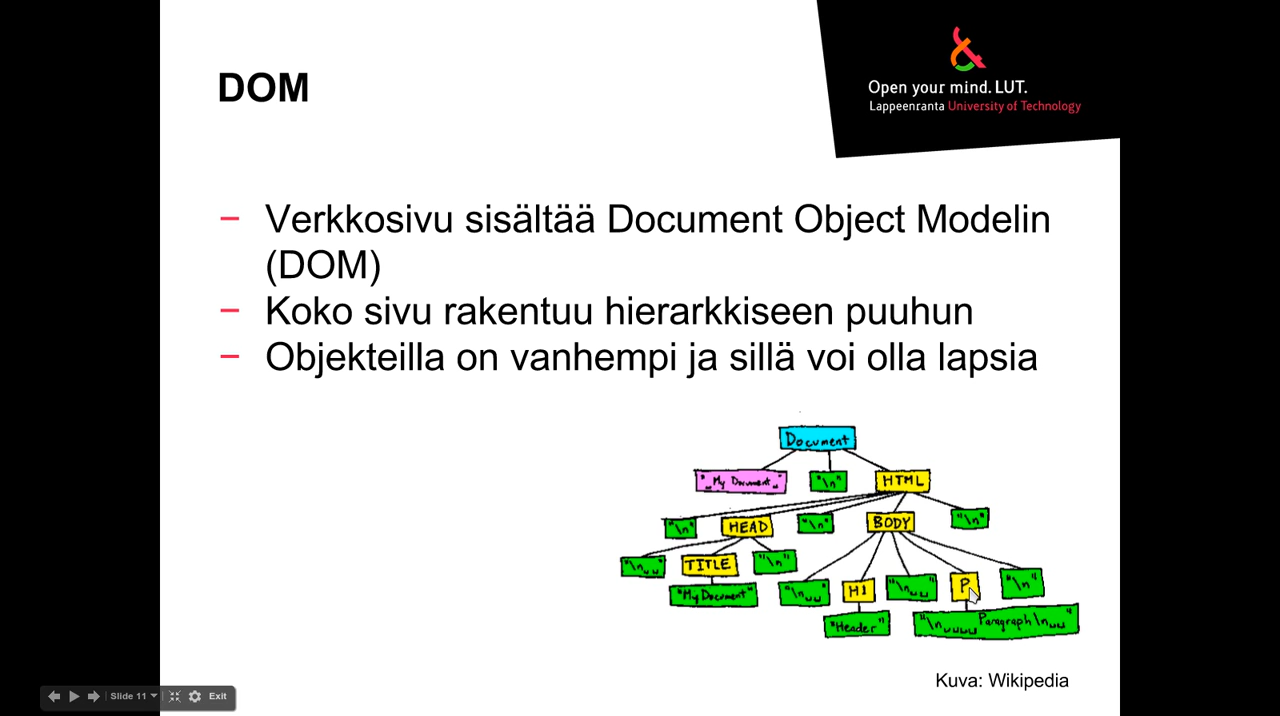 DOM
Open your mind. LUT.
Lappeenranta University of Technology
– Verkkosivu sisältää Document Object Modelin
(DOM)
– Koko sivu rakentuu hierarkkiseen puuhun
– Objekteilla on vanhempi ja sillä voi olla lapsia
Document
"␣My Document␣" "\n" HTML
"\n" HEAD "\n" BODY "\n"
"\n␣␣" TITLE "\n" "\n␣␣" H1 "\n␣␣" P "\n"
"My Document" "Header" "\n␣␣␣␣Paragraph\n␣␣"
Kuva: Wikipedia
Slide 11 Exit